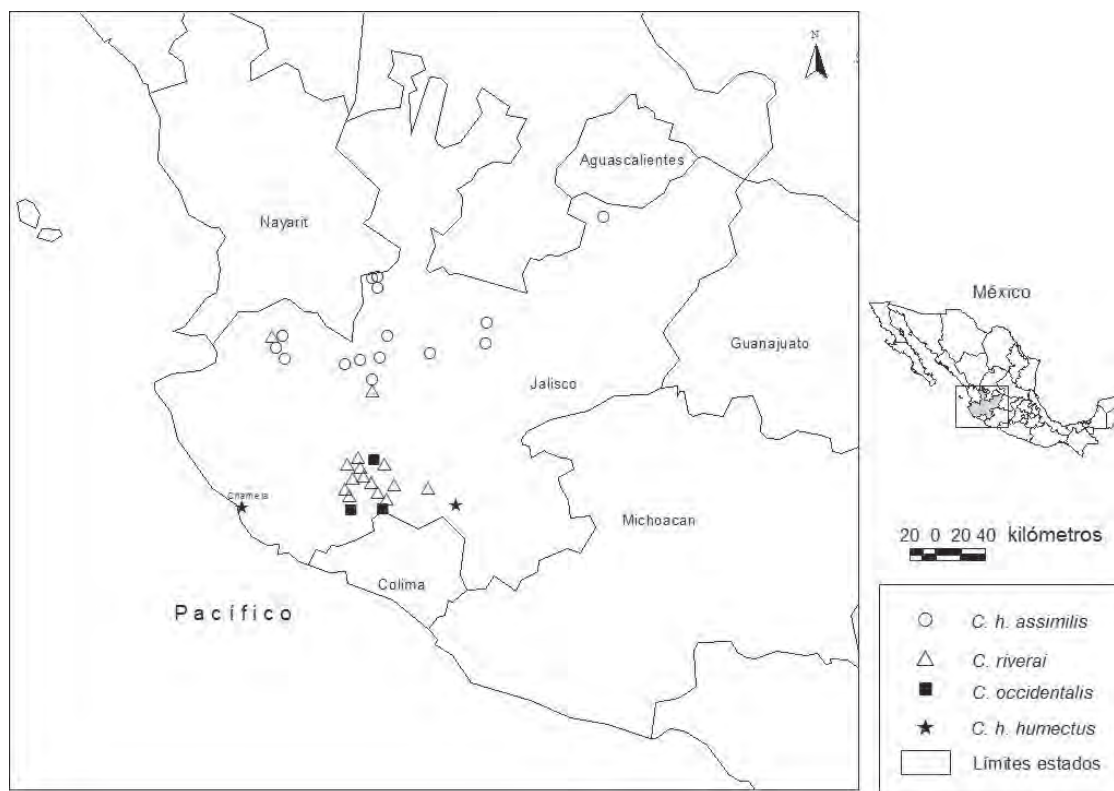 N
Aguascalientes
Nayarit
México
Guanajuato
Jalisco
Chamela
Michoacan
20 0 20 40 kilómetros
Colima
Pacífico
C. h. assimilis
C. riverai
C. occidentalis
C. h. humectus
Límites estados